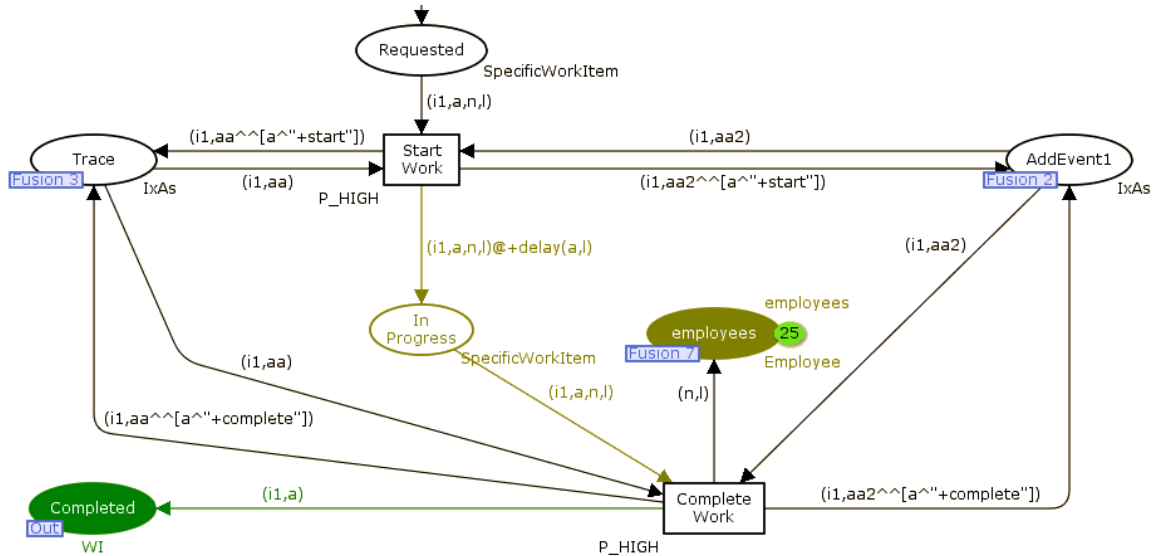 Requested
SpecificWorkItem
(i1,a,n,l)
(i1,aa^^[a^"+start"])
(i1,aa2)
Start
Work
Trace
AddEvent1
Fusion 3
IxAs
(i1,aa)
(i1,aa2^^[a^"+start"])
Fusion 2
IxAs
P_HIGH
(i1,a,n,l)@+delay(a,l)
(i1,aa2)
employees
In
Progress
employees
25
Fusion 7
Employee
SpecificWorkItem
(i1,aa)
(i1,a,n,l)
(n,l)
(i1,aa^^[a^"+complete"])
(i1,a)
Completed
Complete
Work
(i1,aa2^^[a^"+complete"])
Out
WI
P_HIGH